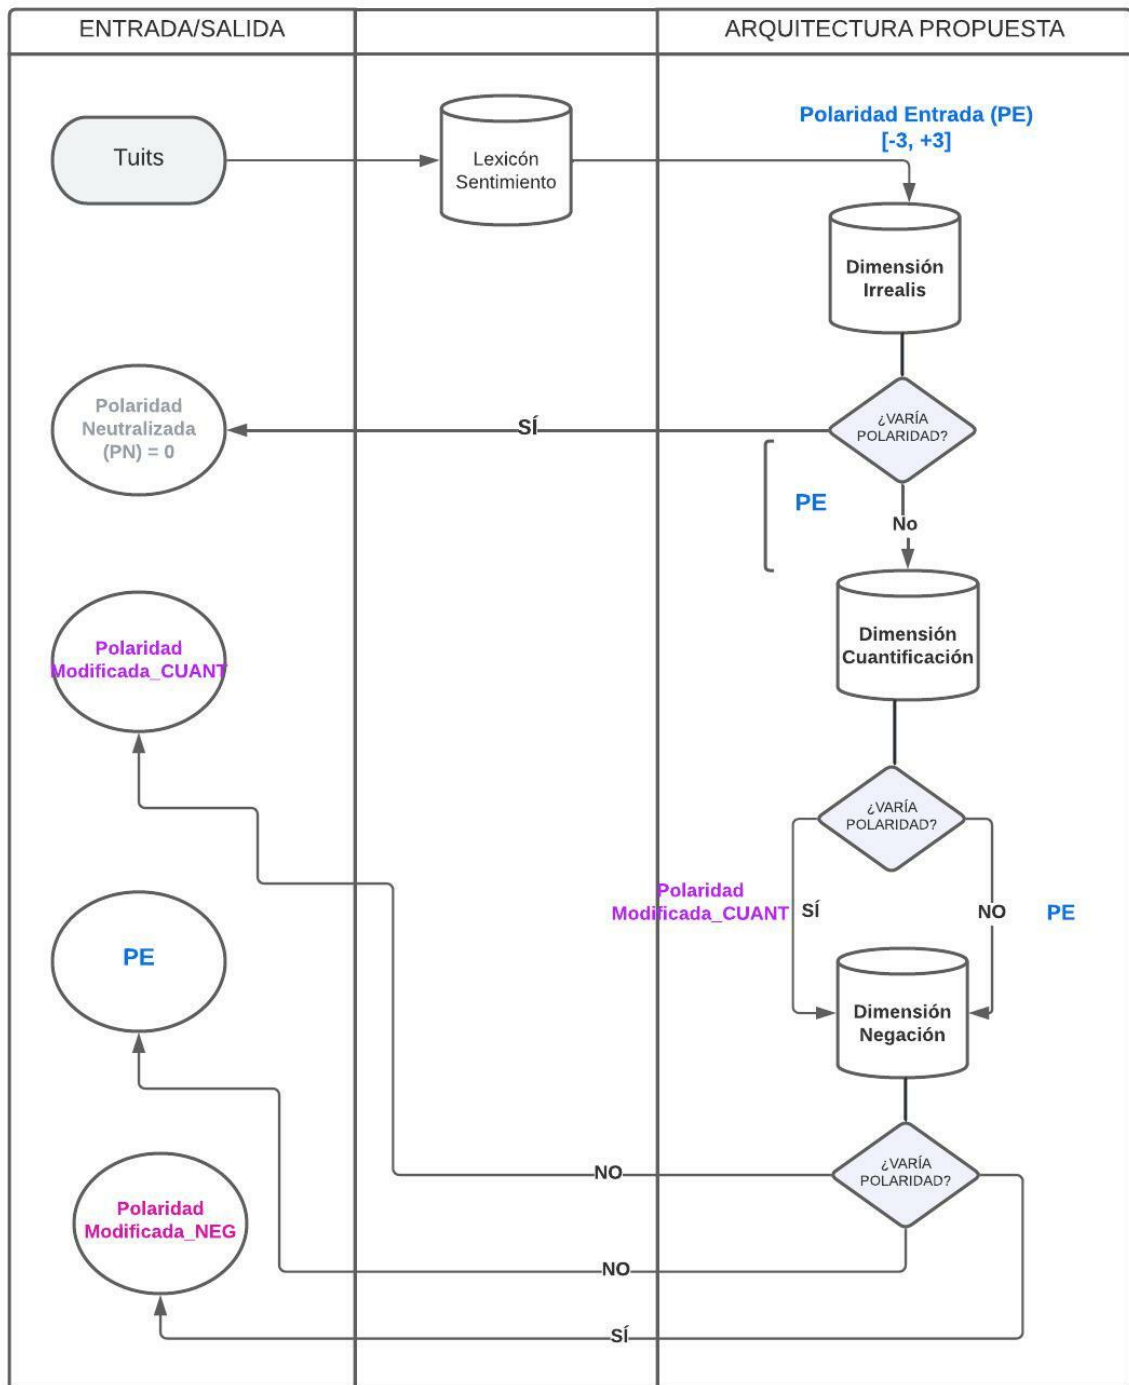 ENTRADA/SALIDA
ARQUITECTURA PROPUESTA
Tuits
Lexicón
Sentimiento
Polaridad Entrada (PE)
[-3, +3]
Dimensión
Irrealis
Polaridad
Neutralizada
(PN) = 0
SÍ
¿VARÍA
POLARIDAD?
PE
No
Polaridad
Modificada_CUANT
Dimensión
Cuantificación
¿VARÍA
POLARIDAD?
Polaridad
Modificada_CUANT
SÍ
NO
PE
PE
Dimensión
Negación
NO
¿VARÍA
POLARIDAD?
Polaridad
Modificada_NEG
NO
SÍ